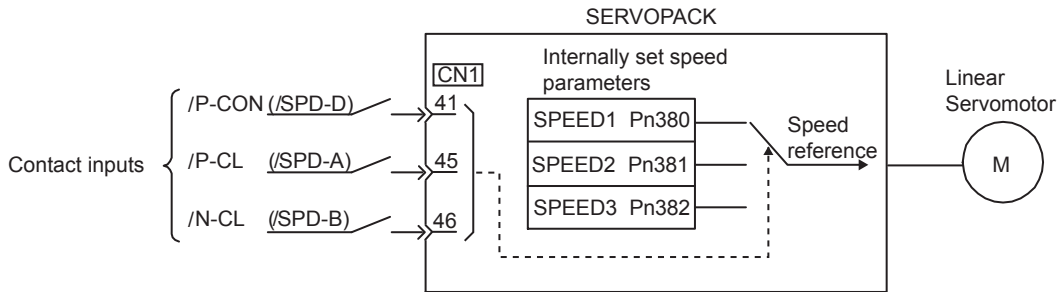 SERVOPACK
Internally set speed
parameters
CN1
Linear
Servomotor
/P-CON (/SPD-D) 41
SPEED1 Pn380
Speed
reference
Contact inputs
/P-CL (/SPD-A) 45
SPEED2 Pn381
M
/N-CL (/SPD-B) 46
SPEED3 Pn382